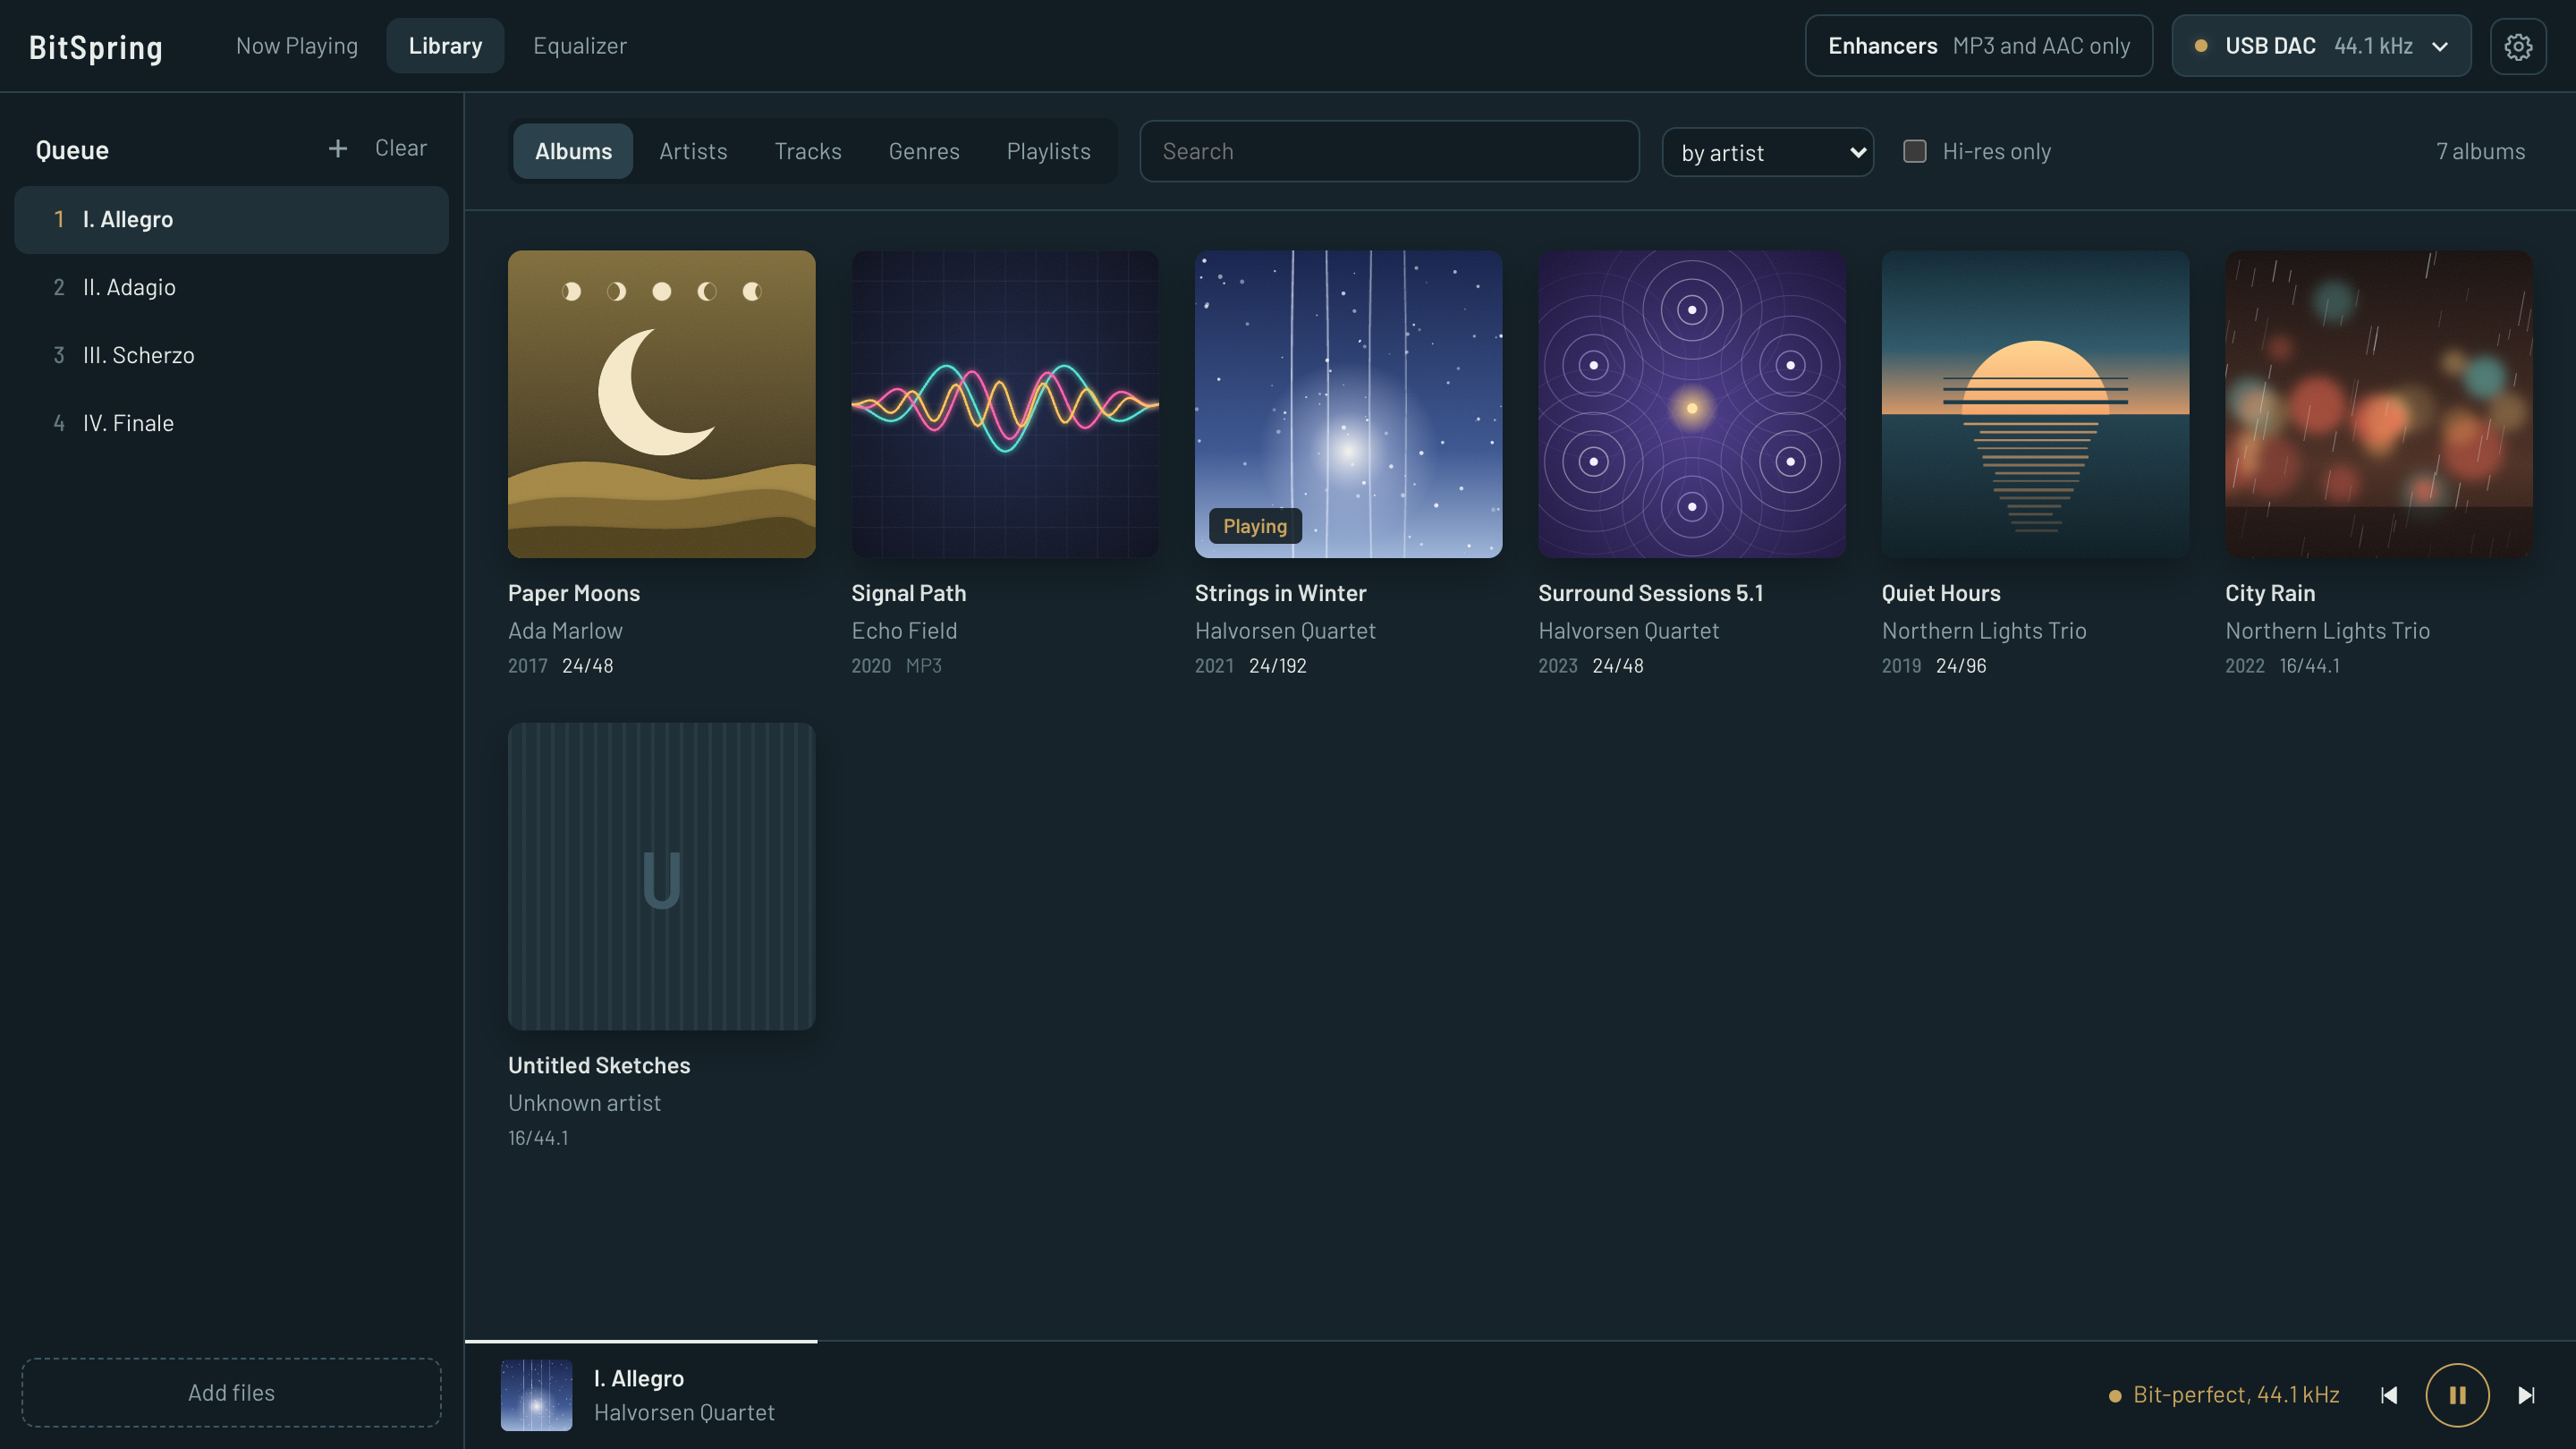 BitSpring
Now Playing
Library
Equalizer
Enhancers MP3 and AAC only
USB DAC 44.1 kHz
Queue
+ Clear
1 I. Allegro
2 II. Adagio
3 III. Scherzo
4 IV. Finale
Add files
Albums
Artists
Tracks
Genres
Playlists
Search
by artist
Hi-res only
7 albums
Paper Moons
Ada Marlow
2017 24/48
Signal Path
Echo Field
2020 MP3
Playing
Strings in Winter
Halvorsen Quartet
2021 24/192
Surround Sessions 5.1
Halvorsen Quartet
2023 24/48
Quiet Hours
Northern Lights Trio
2019 24/96
City Rain
Northern Lights Trio
2022 16/44.1
U
Untitled Sketches
Unknown artist
16/44.1
I. Allegro
Halvorsen Quartet
Bit-perfect, 44.1 kHz